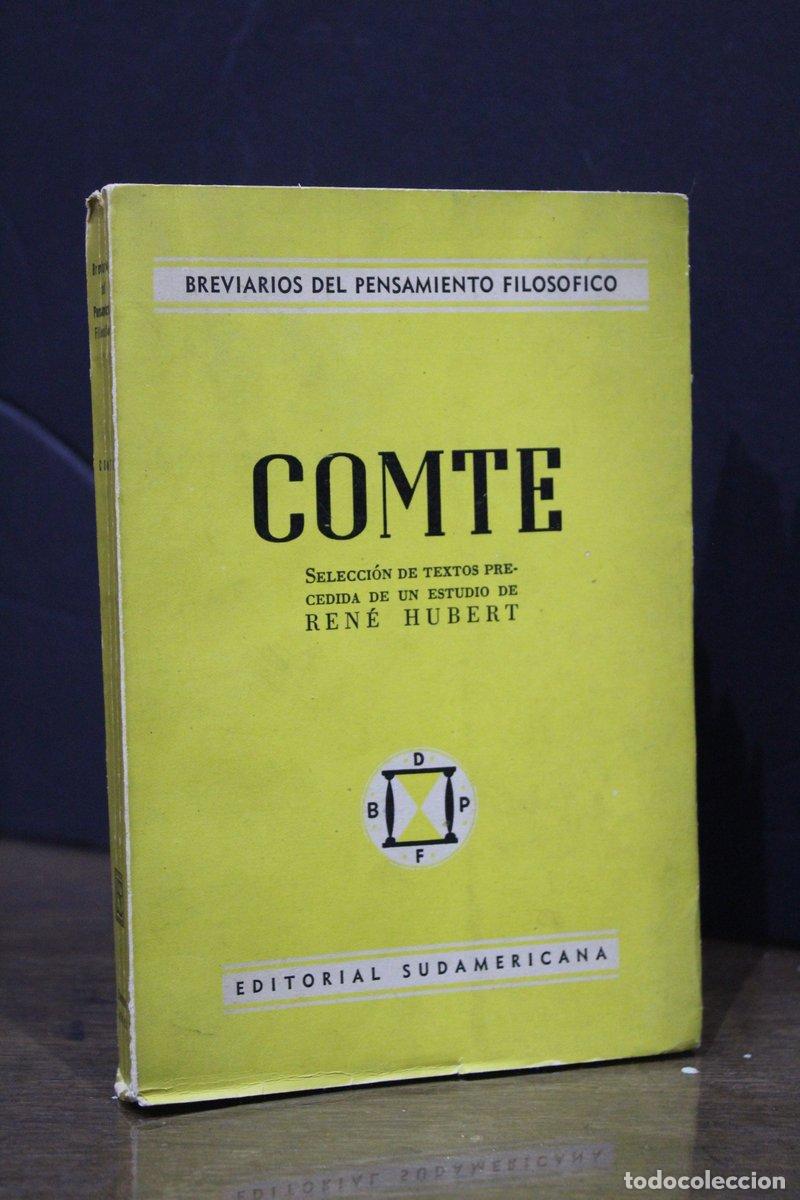 BREVIARIOS DEL PENSAMIENTO FILOSOFICO
COMTE
SELECCIÓN DE TEXTOS PRE-
CEDIDA DE UN ESTUDIO DE
RENÉ HUBERT
D
B P
F
EDITORIAL SUDAMERICANA
COMTE
todocoleccion